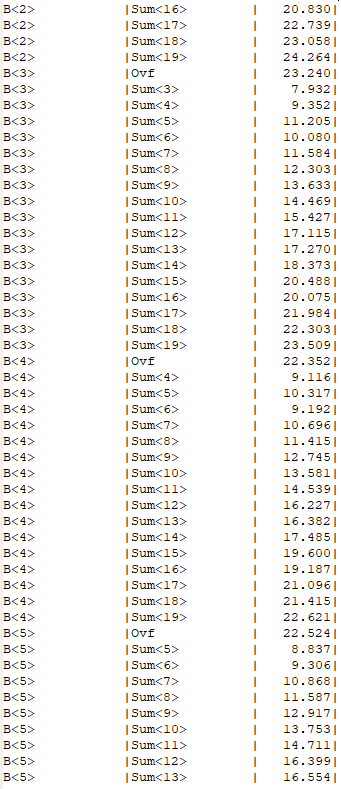 B<2> |Sum<16> | 20.830|
B<2> |Sum<17> | 22.739|
B<2> |Sum<18> | 23.058|
B<2> |Sum<19> | 24.264|
B<3> |Ovf | 23.240|
B<3> |Sum<3> | 7.932|
B<3> |Sum<4> | 9.352|
B<3> |Sum<5> | 11.205|
B<3> |Sum<6> | 10.080|
B<3> |Sum<7> | 11.584|
B<3> |Sum<8> | 12.303|
B<3> |Sum<9> | 13.633|
B<3> |Sum<10> | 14.469|
B<3> |Sum<11> | 15.427|
B<3> |Sum<12> | 17.115|
B<3> |Sum<13> | 17.270|
B<3> |Sum<14> | 18.373|
B<3> |Sum<15> | 20.488|
B<3> |Sum<16> | 20.075|
B<3> |Sum<17> | 21.984|
B<3> |Sum<18> | 22.303|
B<3> |Sum<19> | 23.509|
B<4> |Ovf | 22.352|
B<4> |Sum<4> | 9.116|
B<4> |Sum<5> | 10.317|
B<4> |Sum<6> | 9.192|
B<4> |Sum<7> | 10.696|
B<4> |Sum<8> | 11.415|
B<4> |Sum<9> | 12.745|
B<4> |Sum<10> | 13.581|
B<4> |Sum<11> | 14.539|
B<4> |Sum<12> | 16.227|
B<4> |Sum<13> | 16.382|
B<4> |Sum<14> | 17.485|
B<4> |Sum<15> | 19.600|
B<4> |Sum<16> | 19.187|
B<4> |Sum<17> | 21.096|
B<4> |Sum<18> | 21.415|
B<4> |Sum<19> | 22.621|
B<5> |Ovf | 22.524|
B<5> |Sum<5> | 8.837|
B<5> |Sum<6> | 9.306|
B<5> |Sum<7> | 10.868|
B<5> |Sum<8> | 11.587|
B<5> |Sum<9> | 12.917|
B<5> |Sum<10> | 13.753|
B<5> |Sum<11> | 14.711|
B<5> |Sum<12> | 16.399|
B<5> |Sum<13> | 16.554|